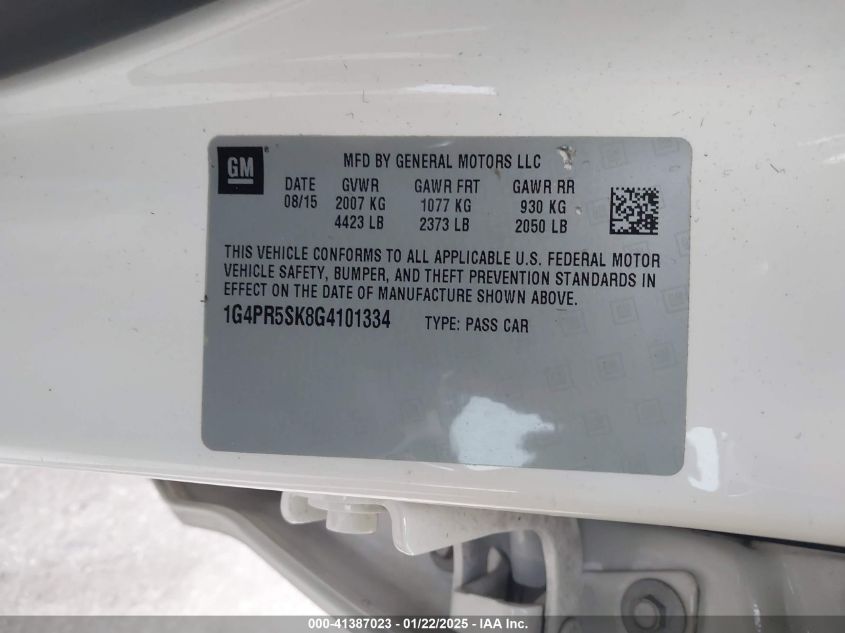 GM ®
MFD BY GENERAL MOTORS LLC
DATE GVWR GAWR FRT GAWR RR
08/15 2007 KG 1077 KG 930 KG
4423 LB 2373 LB 2050 LB
THIS VEHICLE CONFORMS TO ALL APPLICABLE U.S. FEDERAL MOTOR
VEHICLE SAFETY, BUMPER, AND THEFT PREVENTION STANDARDS IN
EFFECT ON THE DATE OF MANUFACTURE SHOWN ABOVE.
1G4PR5SK8G4101334 TYPE: PASS CAR
000-41387023 - 01/22/2025 - IAA Inc.